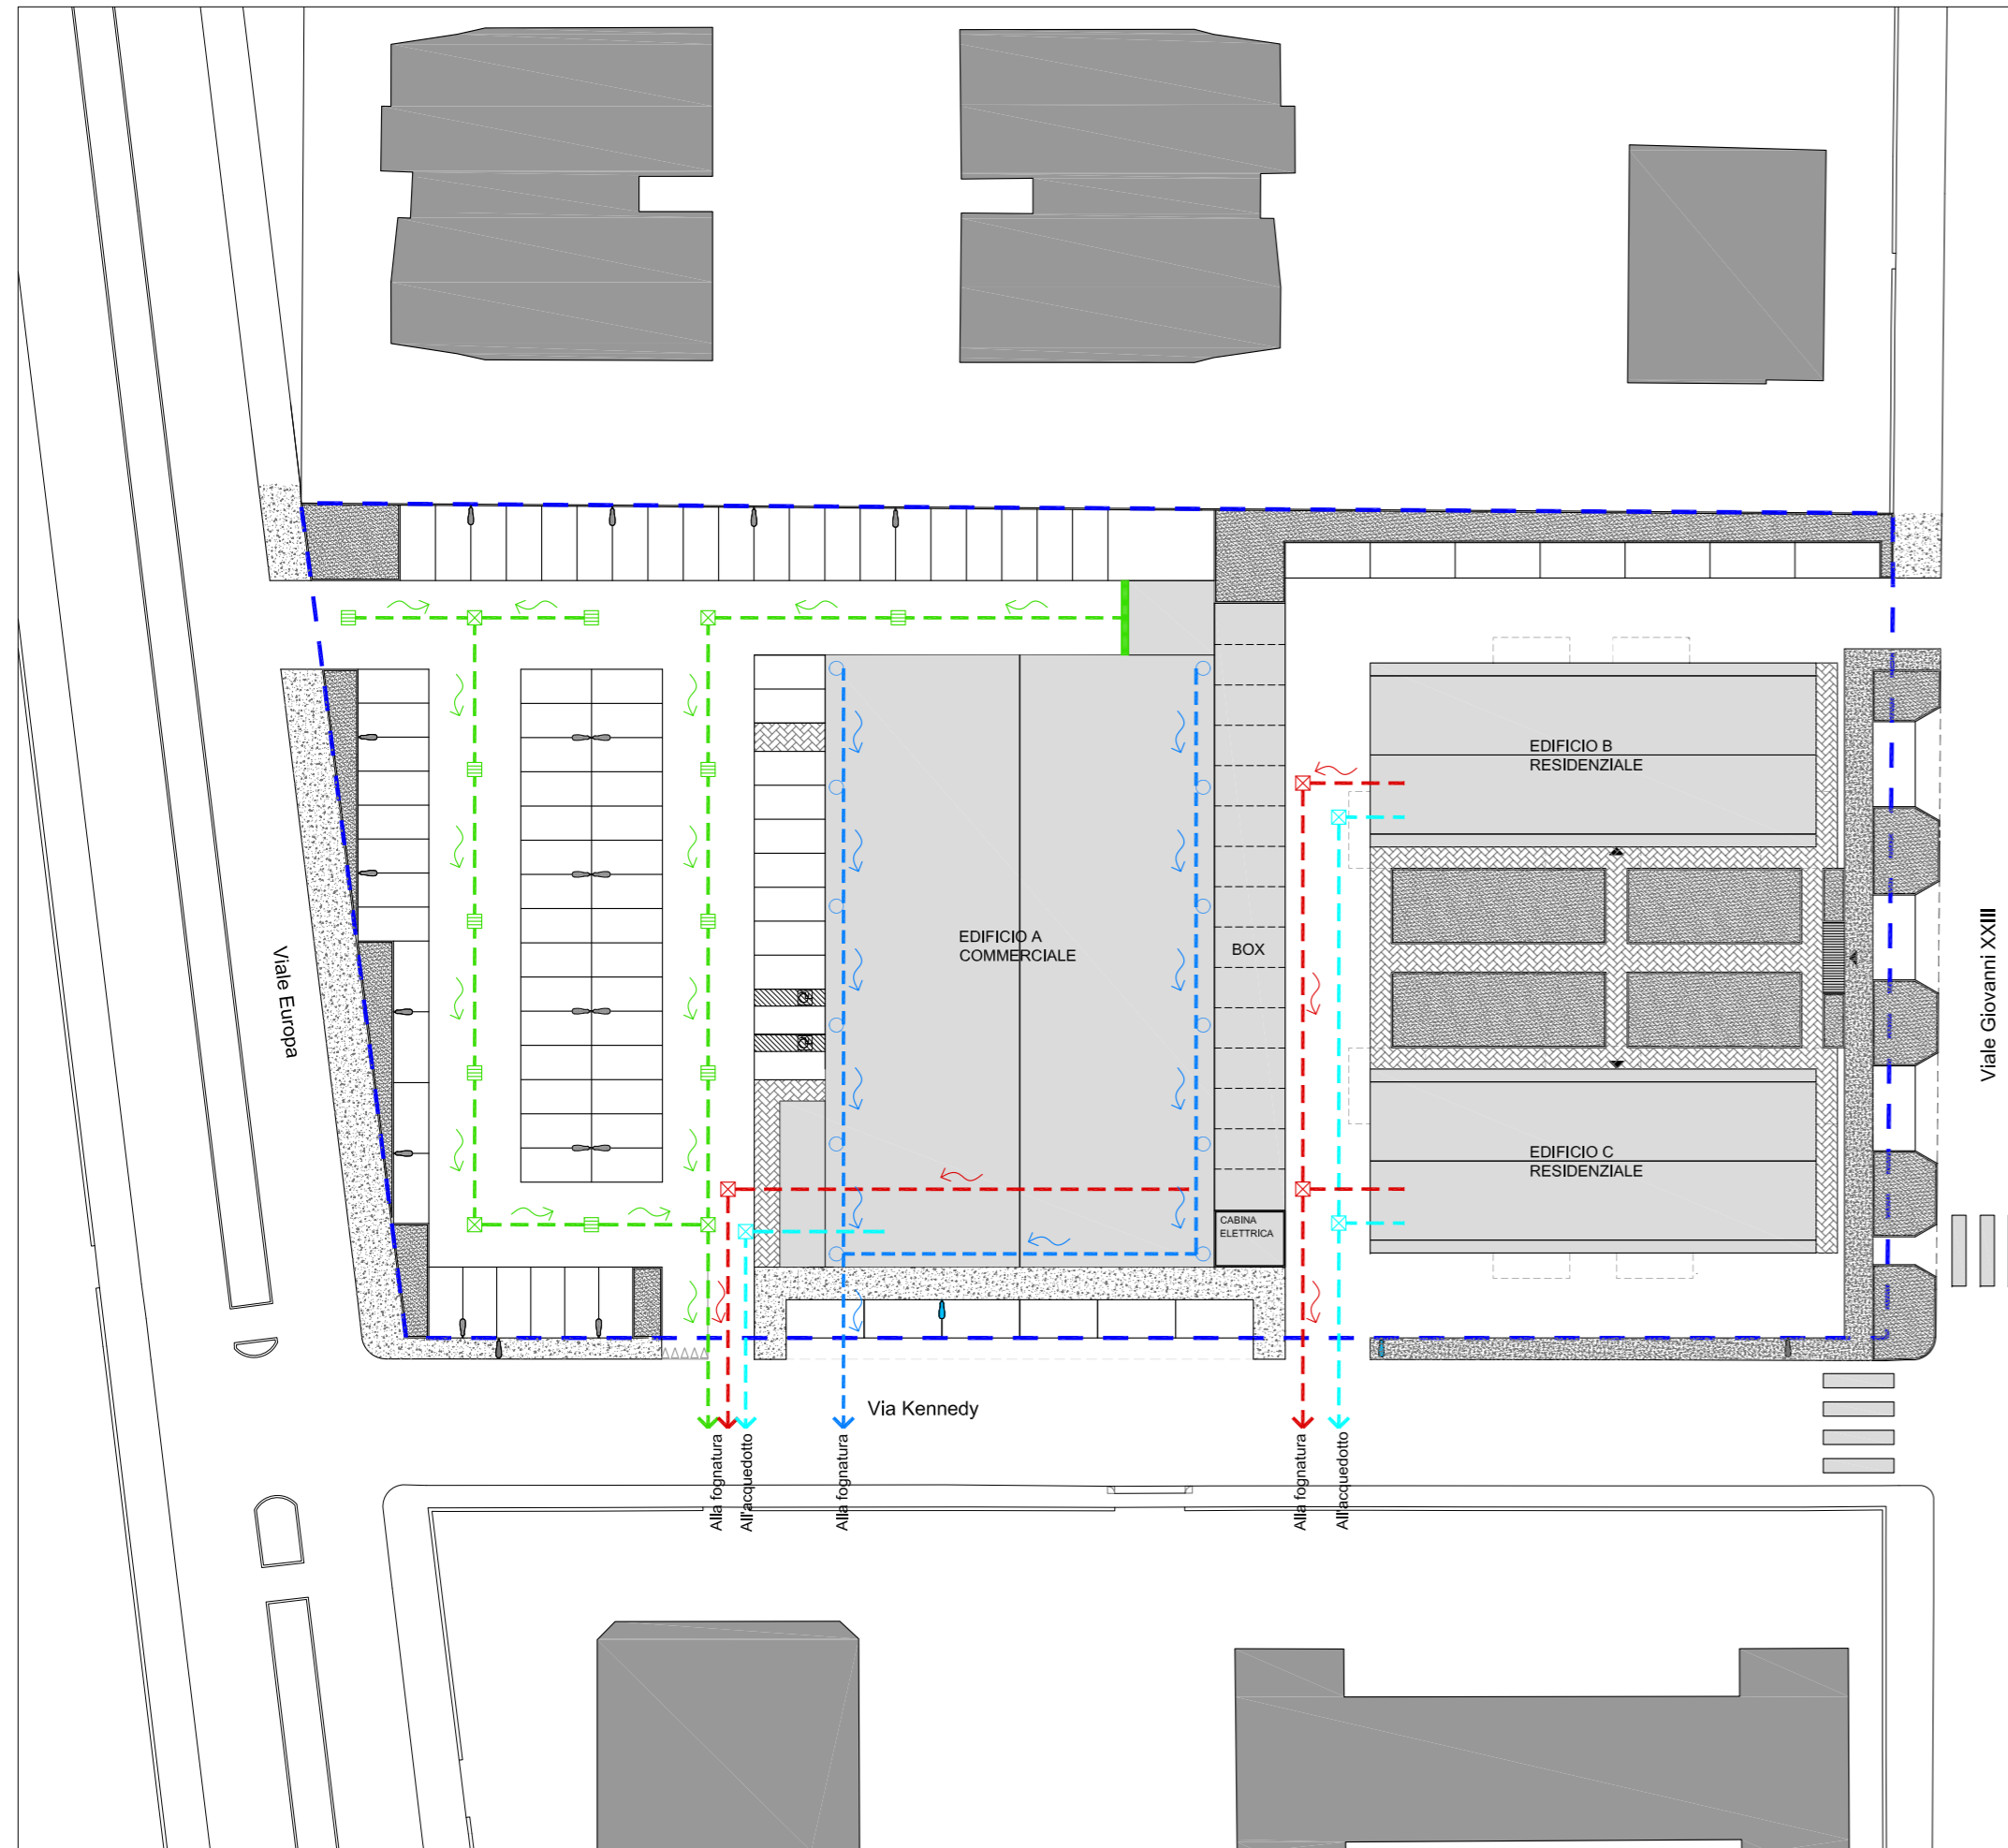 EDIFICIO B
RESIDENZIALE
EDIFICIO A
COMMERCIALE
BOX
Viale Europa
Viale Giovanni XXIII
EDIFICIO C
RESIDENZIALE
CABINA
ELETTRICA
Via Kennedy
Alla fognatura
All'acquedotto
Alla fognatura
Alla fognatura
All'acquedotto